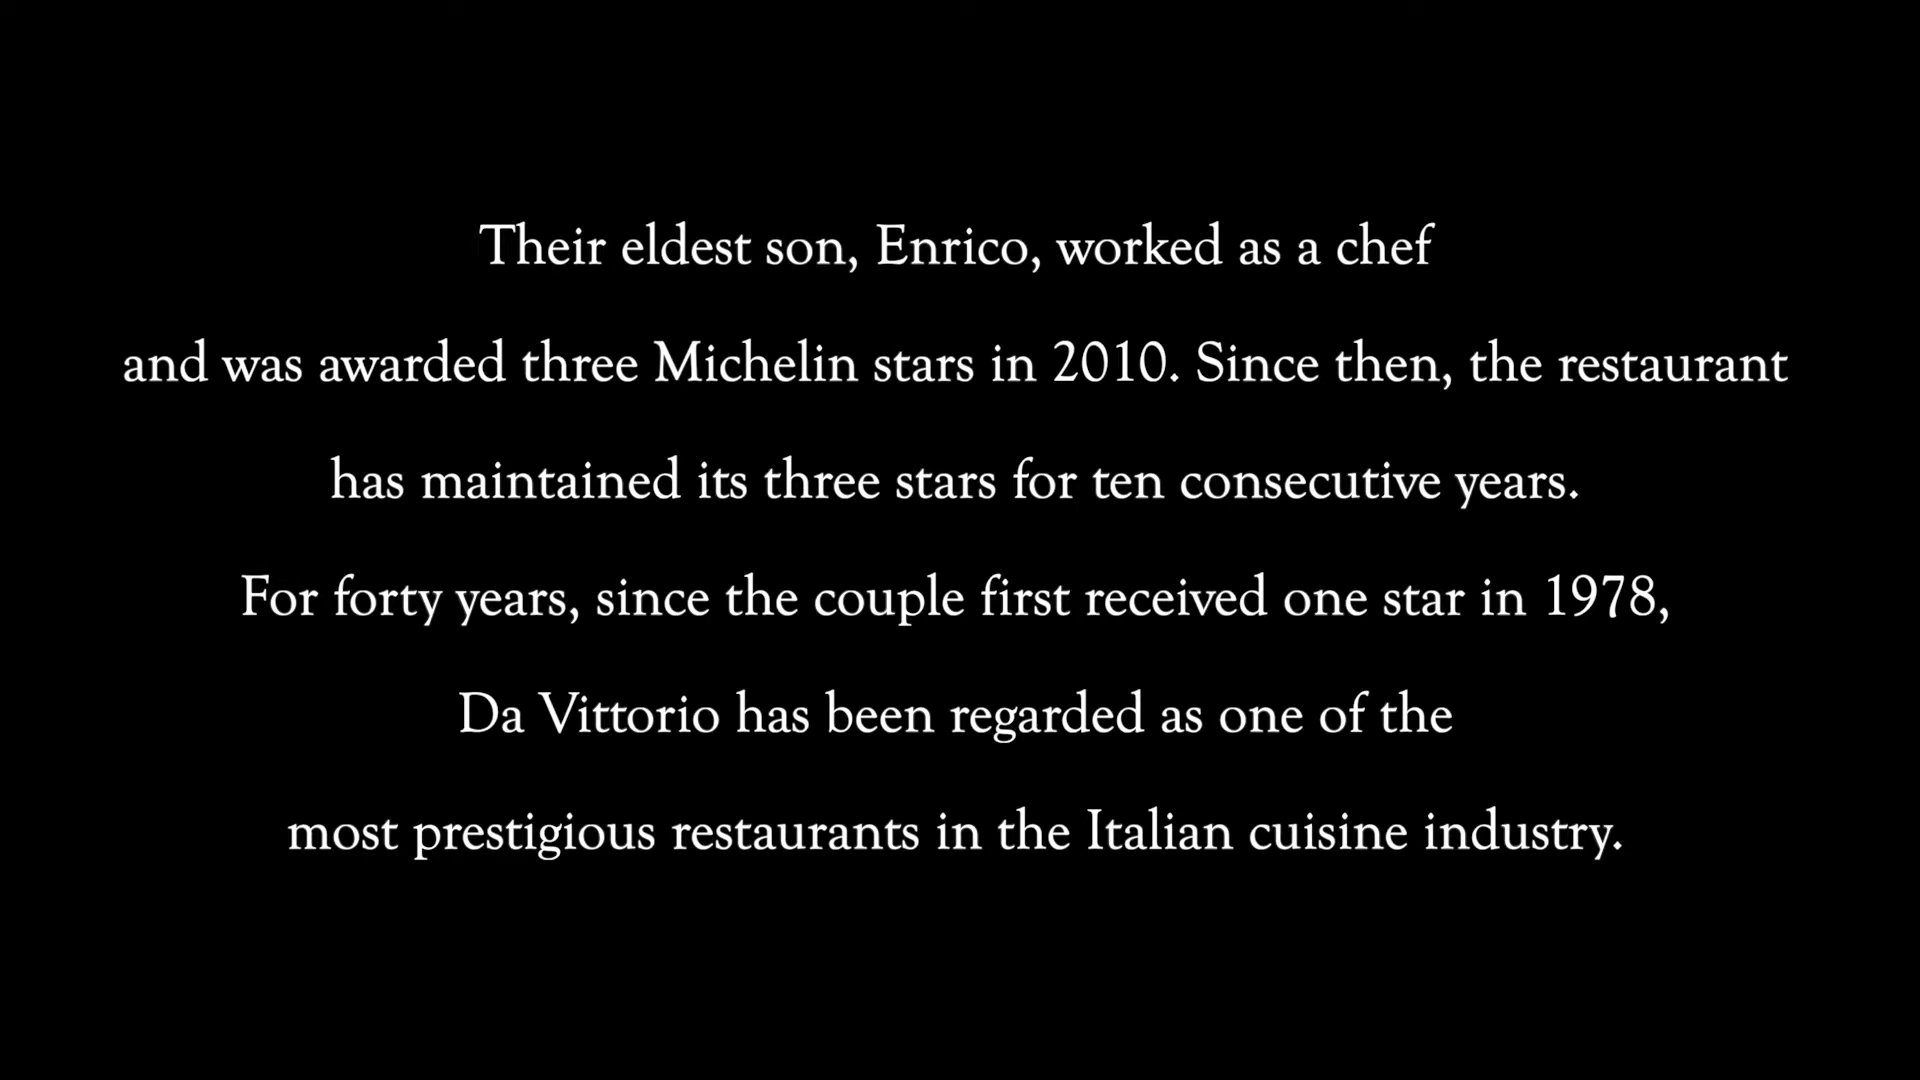 Their eldest son, Enrico, worked as a chef
and was awarded three Michelin stars in 2010. Since then, the restaurant
has maintained its three stars for ten consecutive years.
For forty years, since the couple first received one star in 1978,
Da Vittorio has been regarded as one of the
most prestigious restaurants in the Italian cuisine industry.